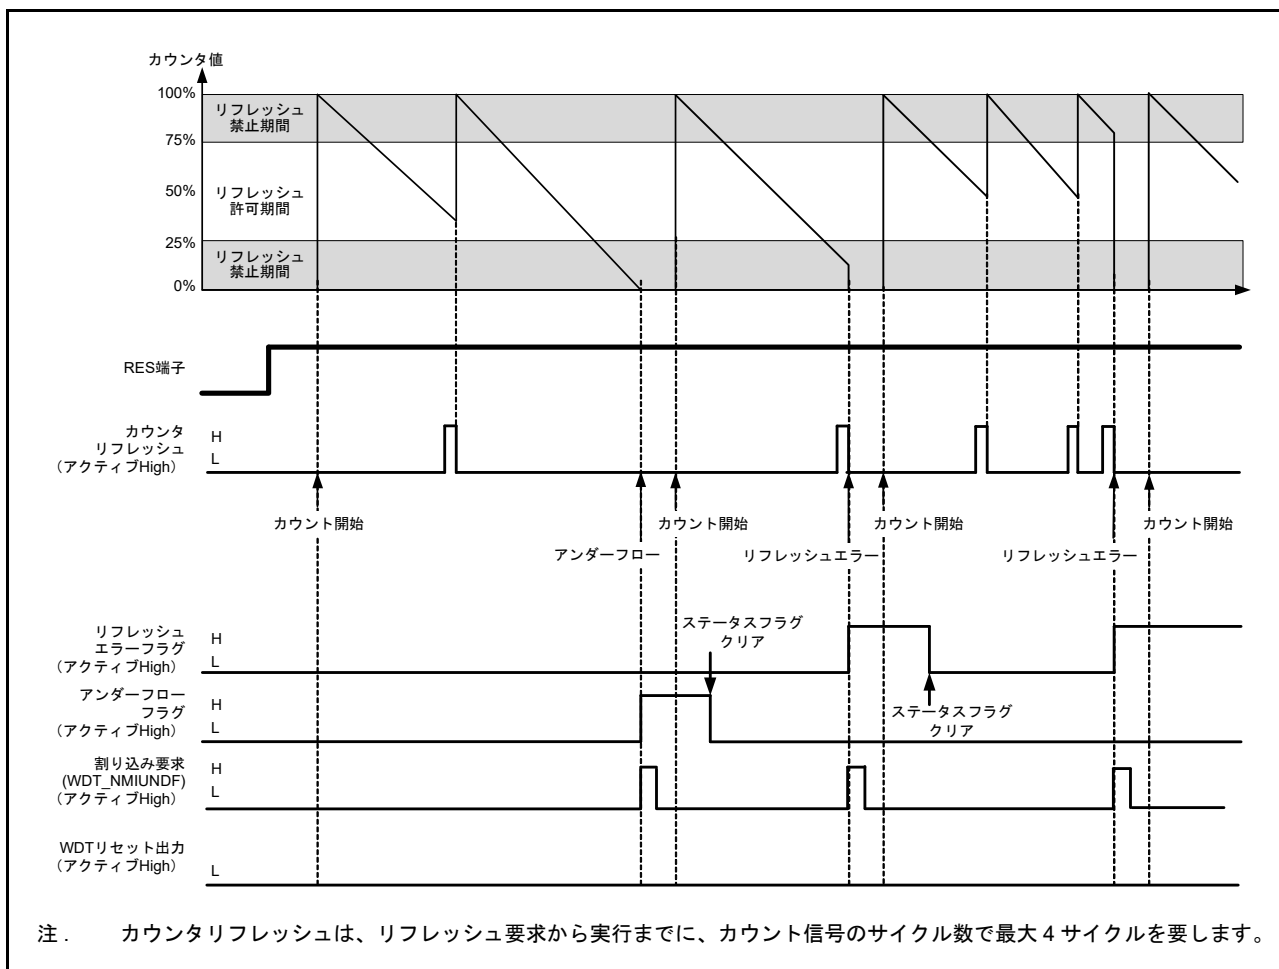 カウンタ値
100%
リフレッシュ
禁止期間
75%
50%
リフレッシュ
許可期間
25%
リフレッシュ
禁止期間
0%
RES端子
カウンタ
リフレッシュ
（アクティブHigh）
H
L
カウント開始
カウント開始
カウント開始
カウント開始
アンダーフロー
リフレッシュエラー
リフレッシュエラー
リフレッシュ
エラーフラグ
（アクティブHigh）
H
L
ステータスフラグ
クリア
アンダーフロー
フラグ
（アクティブHigh）
H
L
ステータスフラグ
クリア
割り込み要求
(WDT_NMIUNDF)
（アクティブHigh）
H
L
WDTリセット出力
（アクティブHigh）
L
注． カウンタリフレッシュは、リフレッシュ要求から実行までに、カウント信号のサイクル数で最大 4 サイクルを要します。